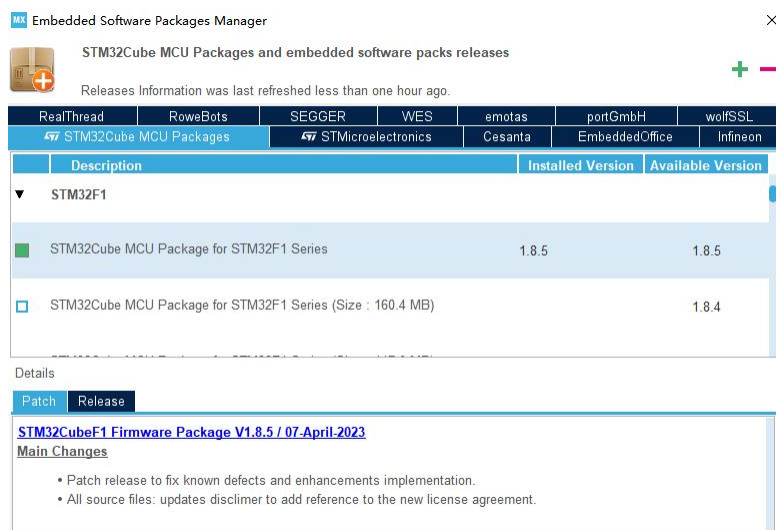 MX Embedded Software Packages Manager
STM32Cube MCU Packages and embedded software packs releases
Releases Information was last refreshed less than one hour ago.
RealThread RoweBots SEGGER WES emotas portGmbH wolfSSL
STM32Cube MCU Packages STMicroelectronics Cesanta EmbeddedOffice Infineon
Description Installed Version Available Version
STM32F1
STM32Cube MCU Package for STM32F1 Series 1.8.5 1.8.5
STM32Cube MCU Package for STM32F1 Series (Size : 160.4 MB) 1.8.4
Details
Patch Release
STM32CubeF1 Firmware Package V1.8.5 / 07-April-2023
Main Changes
• Patch release to fix known defects and enhancements implementation.
• All source files: updates disclimer to add reference to the new license agreement.